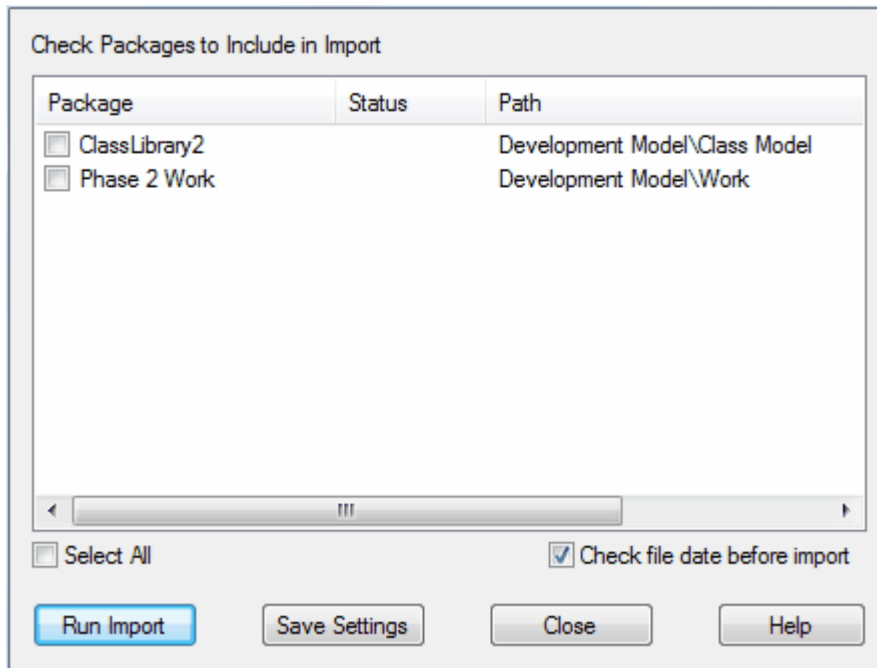 Check Packages to Include in Import
Package Status Path
ClassLibrary2 Development Model\Class Model
Phase 2 Work Development Model\Work
Select All Check file date before import
Run Import Save Settings Close Help